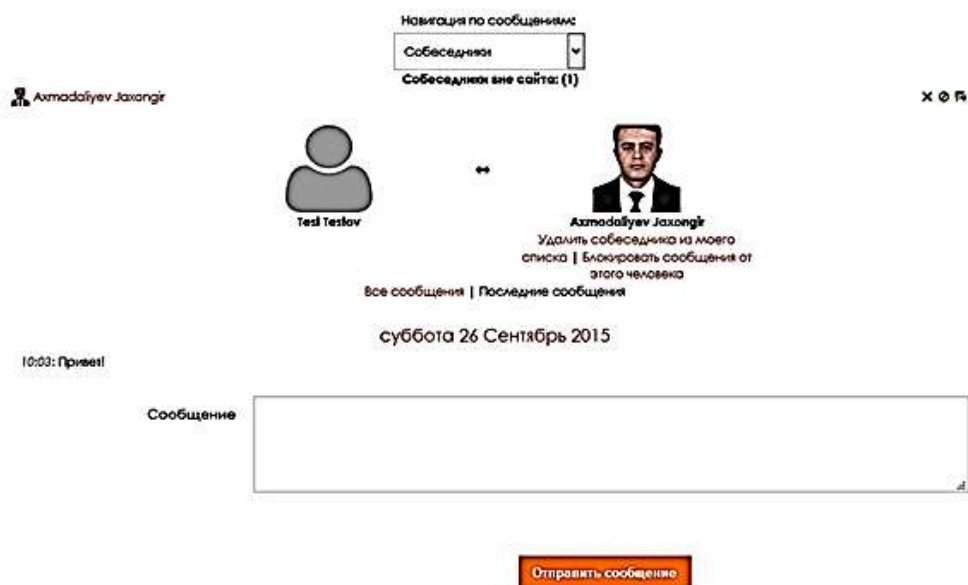 Навигация по сообщениям:
Собеседники
Собеседники вне сайта: (1)
Axmadaliyev Jaxongir
Test Testov
Axmadaliyev Jaxongir
Удалить собеседника из моего
списка | Блокировать сообщения от
этого человека
Все сообщения | Последние сообщения
суббота 26 Сентябрь 2015
10:03: Привет!
Сообщение
Отправить сообщение